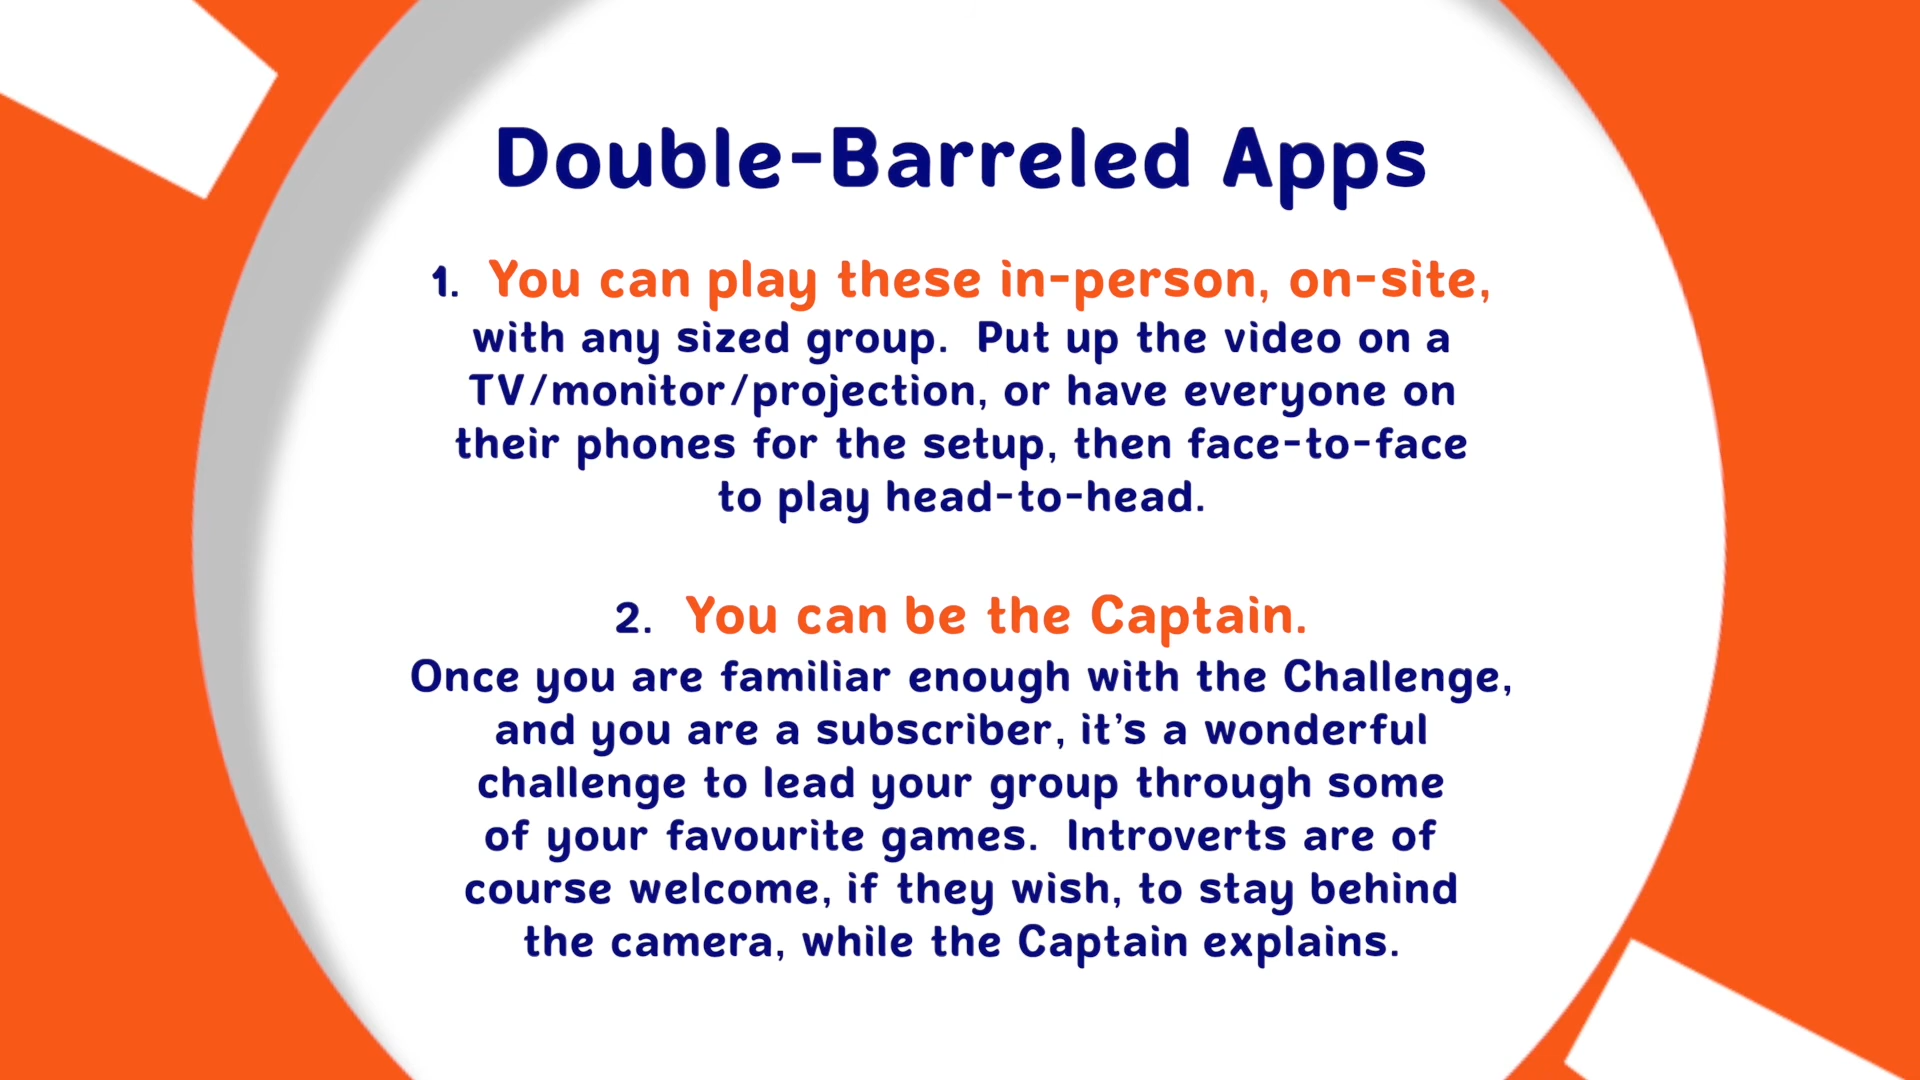 Double-Barreled Apps
1. You can play these in-person, on-site,
with any sized group. Put up the video on a
TV/monitor/projection, or have everyone on
their phones for the setup, then face-to-face
to play head-to-head.
2. You can be the Captain.
Once you are familiar enough with the Challenge,
and you are a subscriber, it’s a wonderful
challenge to lead your group through some
of your favourite games. Introverts are of
course welcome, if they wish, to stay behind
the camera, while the Captain explains.